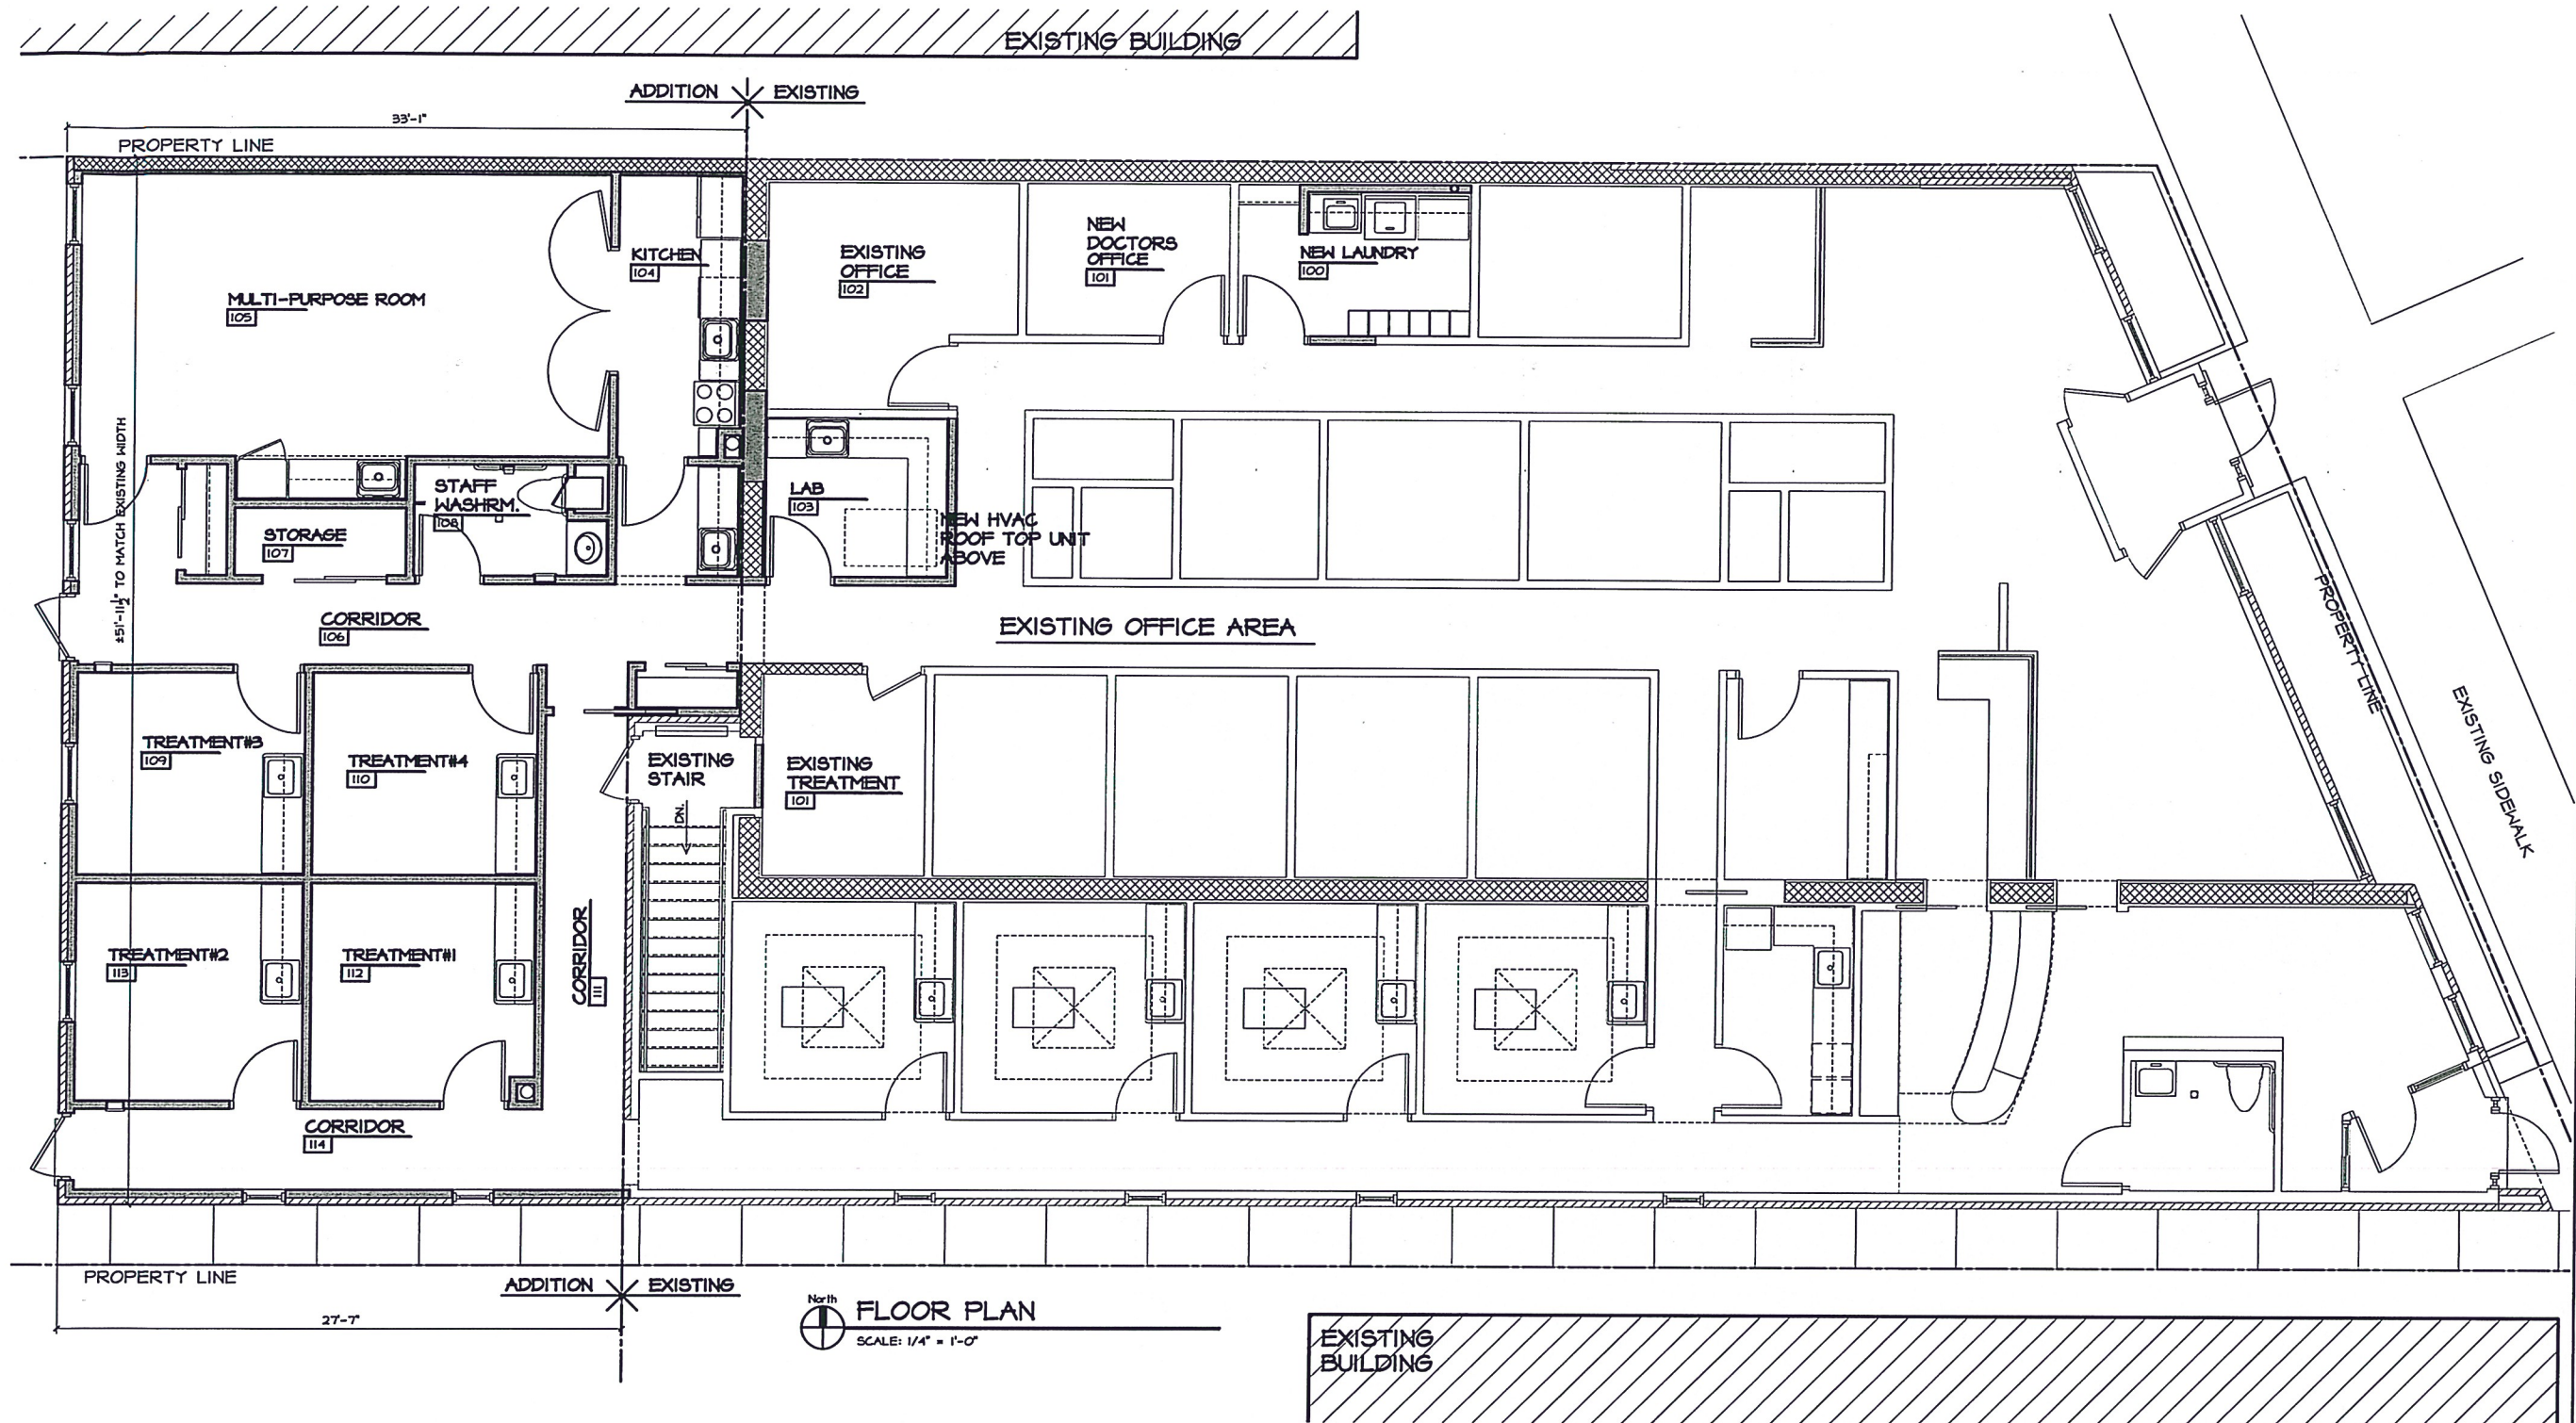 EXISTING BUILDING
ADDITION
EXISTING
33'-1"
PROPERTY LINE
MULTI-PURPOSE ROOM
105
KITCHEN
104
EXISTING
OFFICE
102
NEW
DOCTORS
OFFICE
101
NEW LAUNDRY
100
±51'-11½" TO MATCH EXISTING WIDTH
STAFF
WASHRM.
108
STORAGE
107
LAB
103
NEW HVAC
ROOF TOP UNIT
ABOVE
CORRIDOR
106
EXISTING OFFICE AREA
PROPERTY LINE
EXISTING SIDEWALK
TREATMENT#3
109
TREATMENT#4
110
EXISTING
STAIR
DN.
EXISTING
TREATMENT
101
TREATMENT#2
113
TREATMENT#1
112
CORRIDOR
111
CORRIDOR
114
PROPERTY LINE
ADDITION
EXISTING
27'-7"
North
FLOOR PLAN
SCALE: 1/4" = 1'-0"
EXISTING
BUILDING